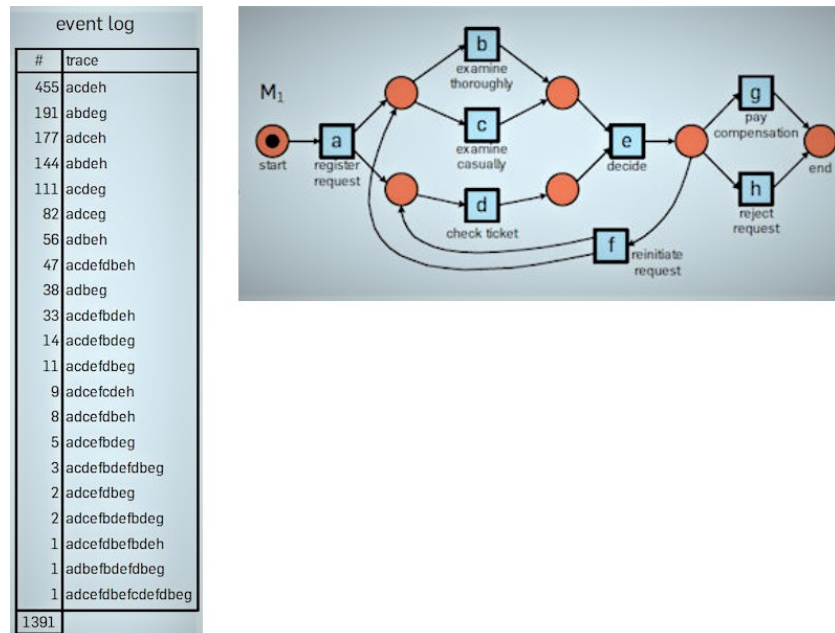 event log
# trace
455 acdeh
191 abdeg
177 adceh
144 abdeh
111 acdeg
82 adceg
56 adbeh
47 acdefdbeh
38 adbeg
33 acdefbdeh
14 acdefbdeg
11 acdefdbeg
9 adcefcdeh
8 adcefdbeh
5 adcefbdeg
3 acdefbdefdbeg
2 adcefdbeg
2 adcefbdefbdeg
1 adcefdbefbdeh
1 adbefbdefdbeg
1 adcefdbefcdefdbeg
1391
M1
start
a
register
request
b
examine
thoroughly
c
examine
casually
d
check ticket
e
decide
f
reinitiate
request
g
pay
compensation
h
reject
request
end